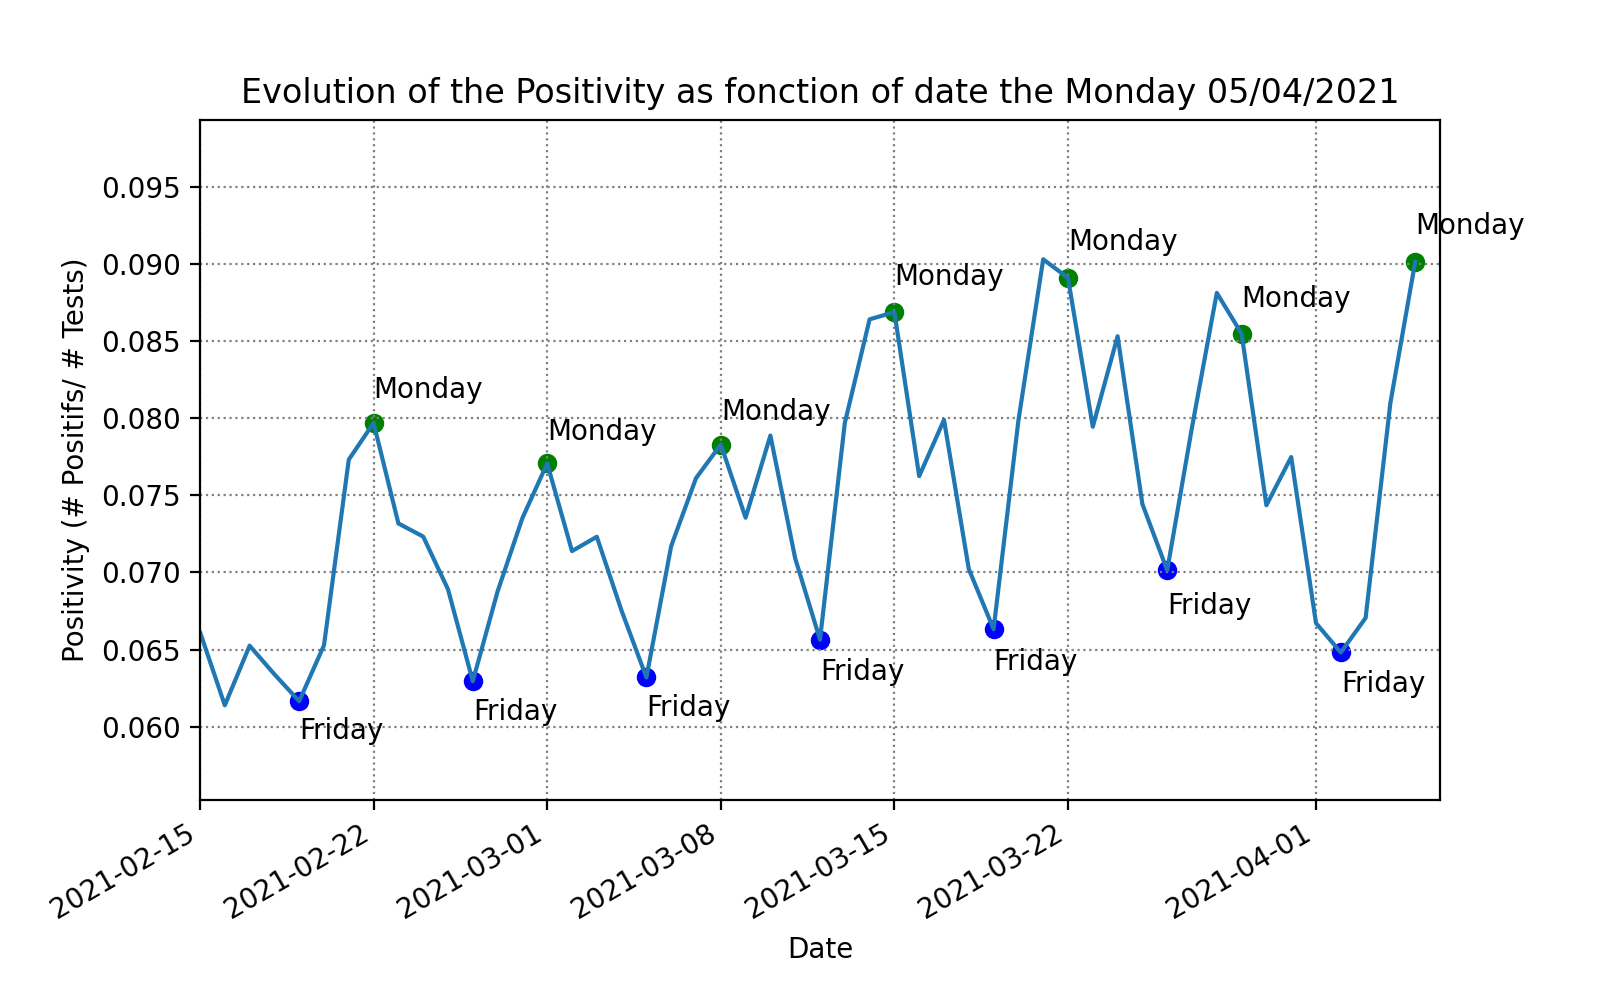 Evolution of the Positivity as fonction of date the Monday 05/04/2021
Positivity (# Positifs/ # Tests)
0.095
0.090
0.085
0.080
0.075
0.070
0.065
0.060
Monday
Monday
Monday
Monday
Monday
Monday
Monday
Friday
Friday
Friday
Friday
Friday
Friday
Friday
2021-02-15
2021-02-22
2021-03-01
2021-03-08
2021-03-15
2021-03-22
2021-04-01
Date